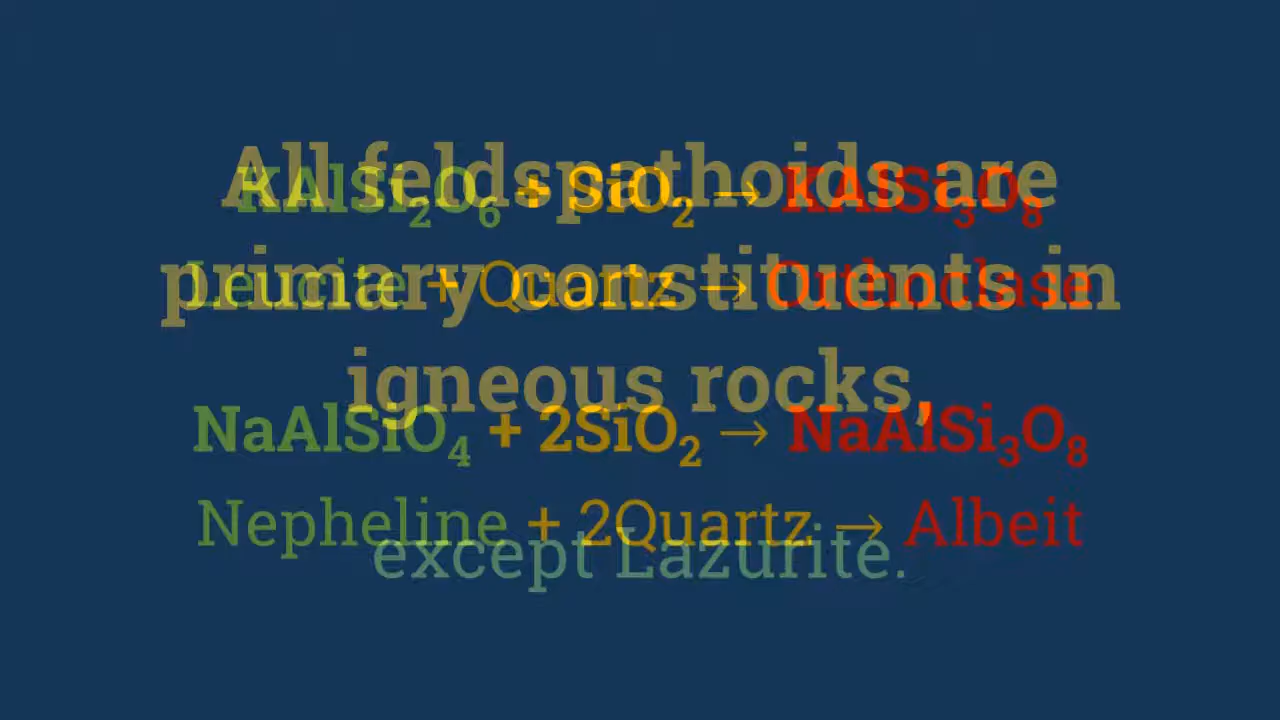 All feldspathoids are
primary constituents in
igneous rocks,
except Lazurite.
KAlSi₂O₆ + SiO₂ → KAlSi₃O₈
Leucite + Quartz → Orthoclase
NaAlSiO₄ + 2SiO₂ → NaAlSi₃O₈
Nepheline + 2Quartz → Albeit